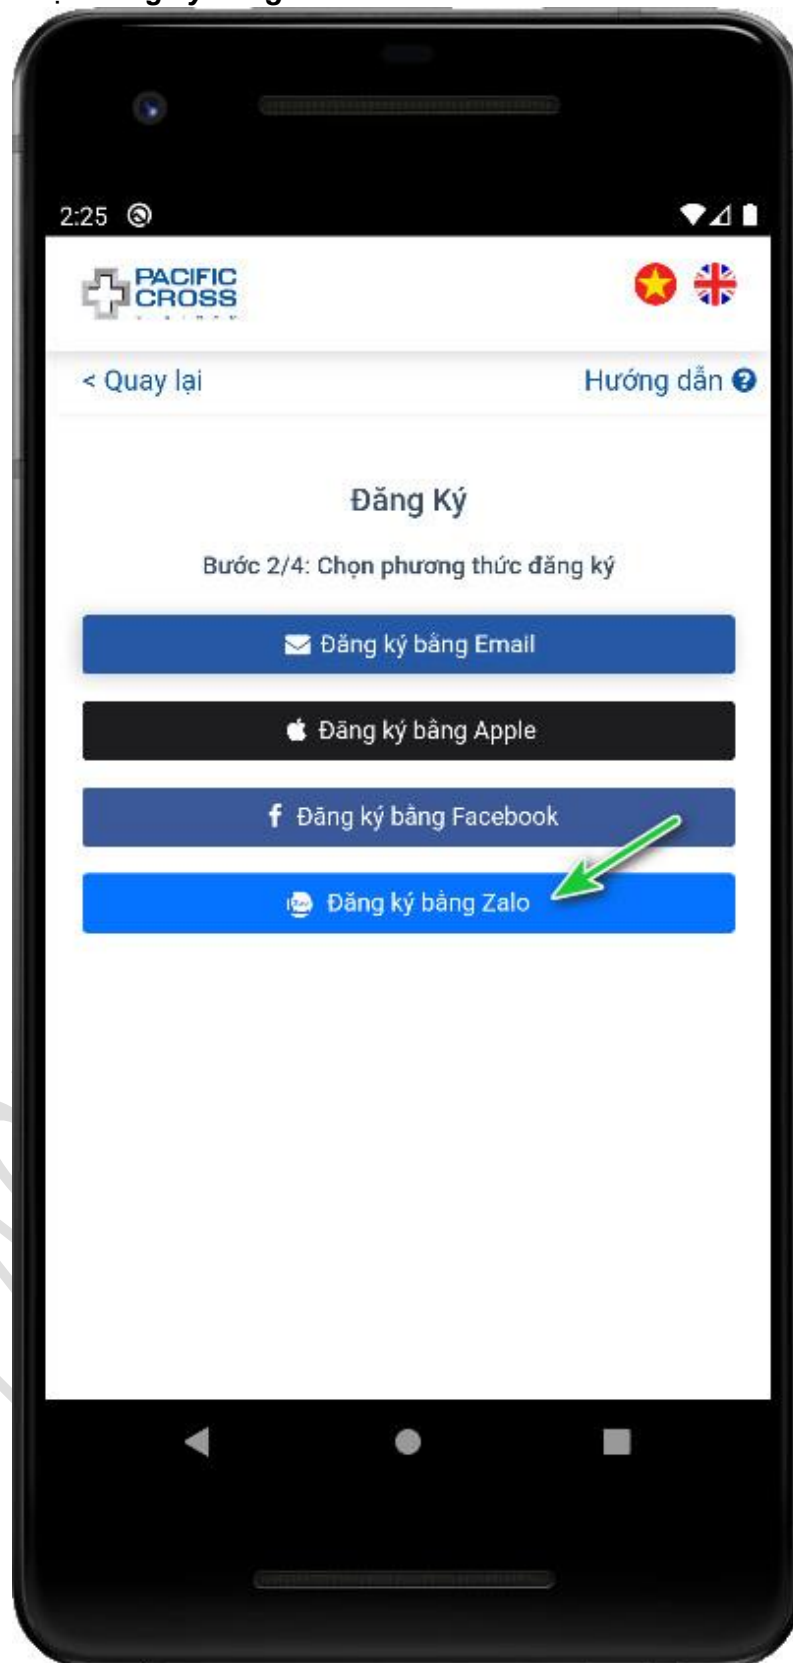 2:25
PACIFIC
CROSS
< Quay lại
Hướng dẫn
Đăng Ký
Bước 2/4: Chọn phương thức đăng ký
Đăng ký bằng Email
Đăng ký bằng Apple
Đăng ký bằng Facebook
Đăng ký bằng Zalo